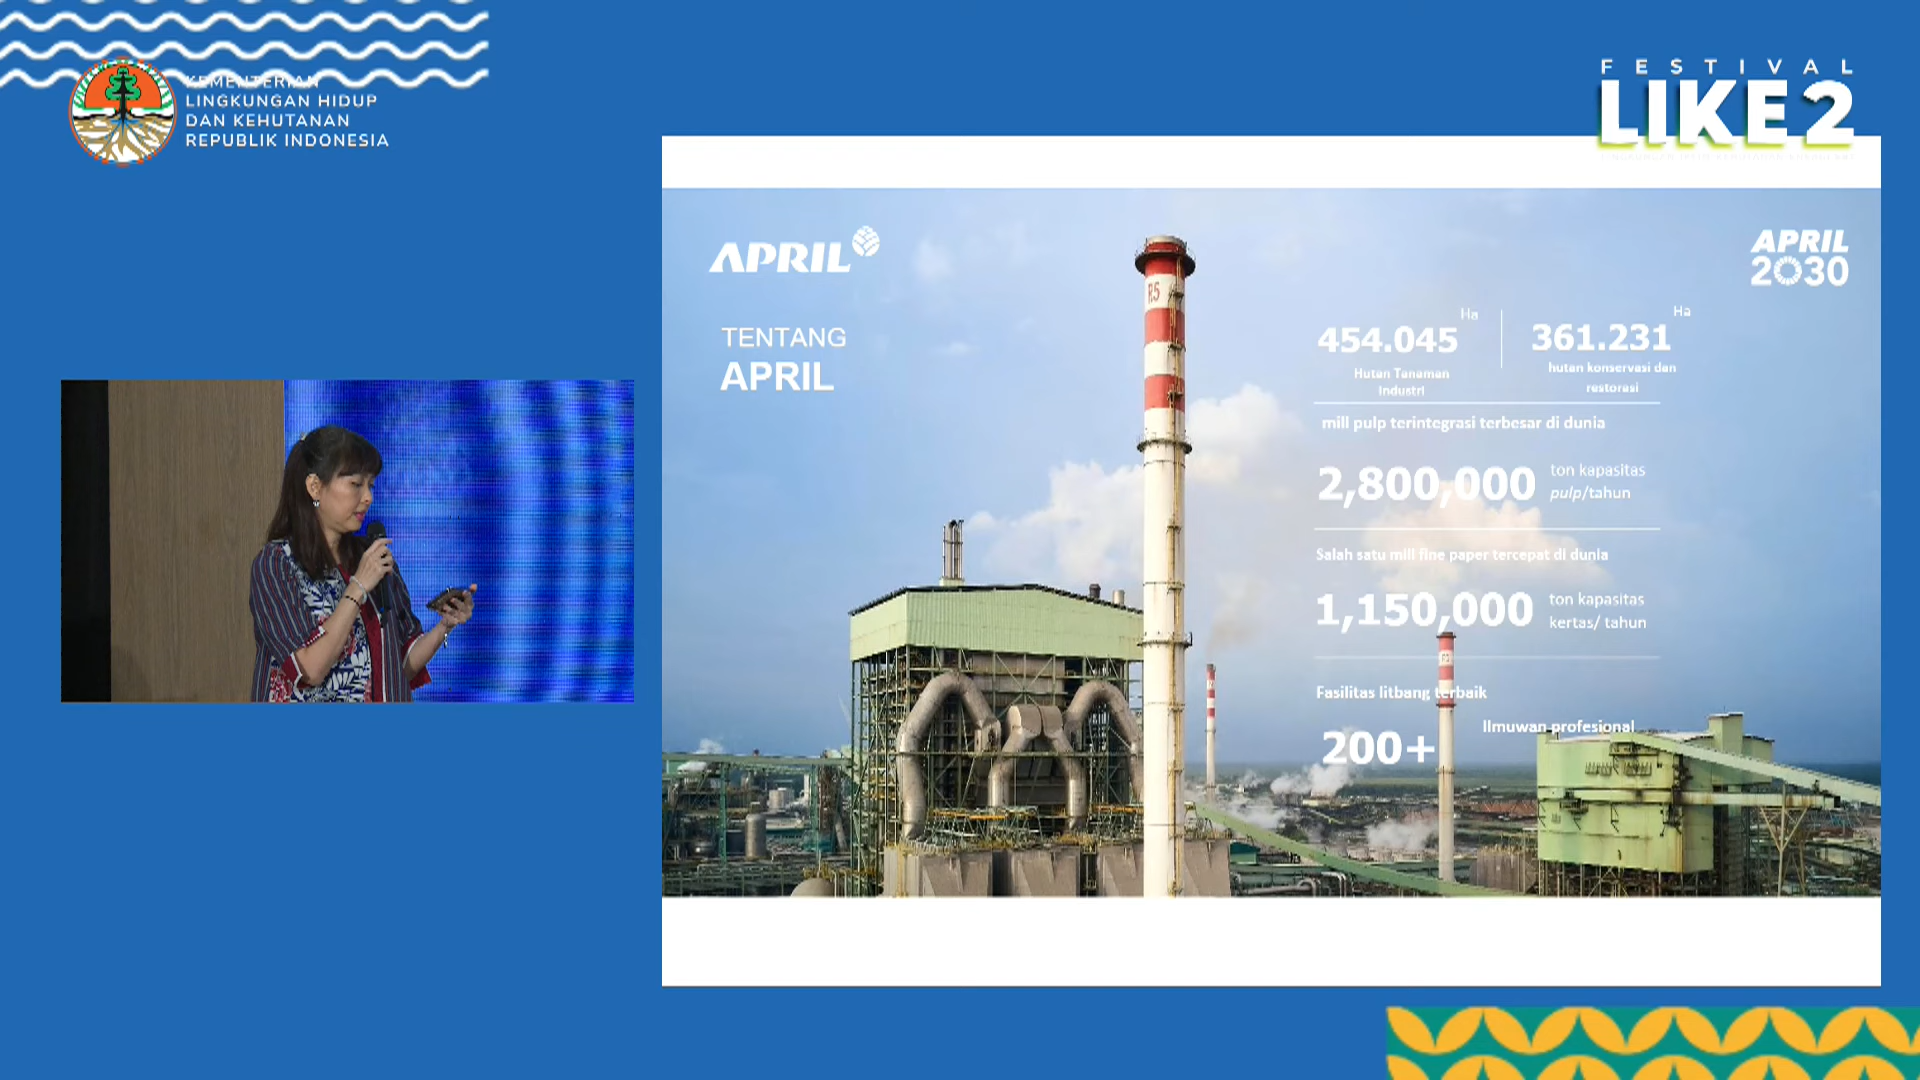 KEMENTERIAN
LINGKUNGAN HIDUP
DAN KEHUTANAN
REPUBLIK INDONESIA
FESTIVAL
LIKE 2
APRIL
APRIL
2030
TENTANG
APRIL
454.045 Ha
Hutan Tanaman
Industri
361.231 Ha
hutan konservasi dan
restorasi
mill pulp terintegrasi terbesar di dunia
2,800,000 ton kapasitas
pulp/tahun
Salah satu mill fine paper tercepat di dunia
1,150,000 ton kapasitas
kertas/ tahun
Fasilitas litbang terbaik
200+ Ilmuwan profesional
R5